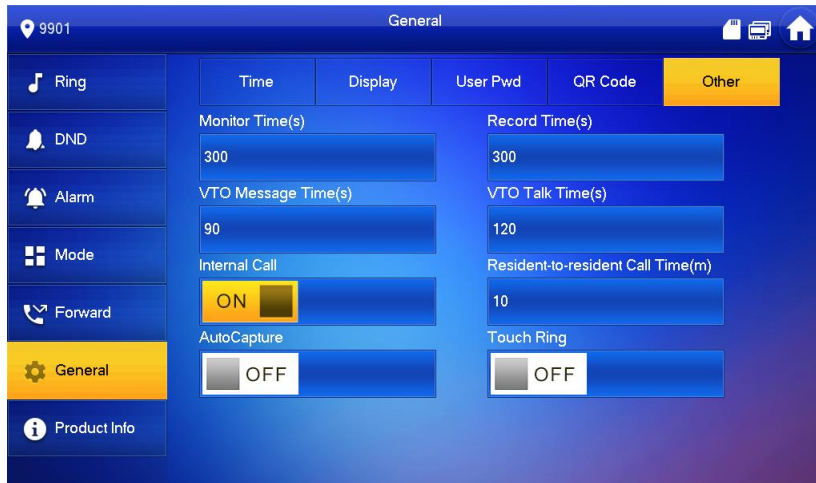 9901
General
Ring
DND
Alarm
Mode
Forward
General
Product Info
Time
Display
User Pwd
QR Code
Other
Monitor Time(s)
300
Record Time(s)
300
VTO Message Time(s)
90
VTO Talk Time(s)
120
Internal Call
ON
Resident-to-resident Call Time(m)
10
AutoCapture
OFF
Touch Ring
OFF